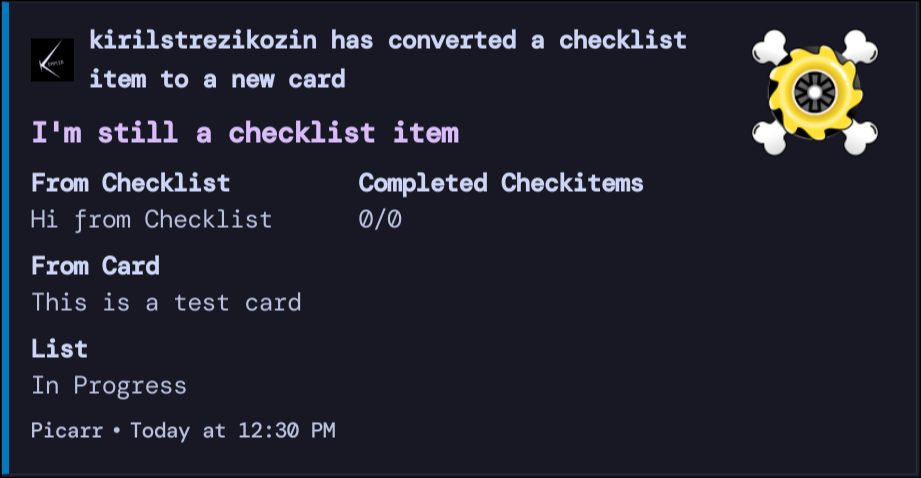 kirilstrezikozin has converted a checklist
item to a new card
I'm still a checklist item
From Checklist
Completed Checkitems
Hi from Checklist
0/0
From Card
This is a test card
List
In Progress
Picarr • Today at 12:30 PM